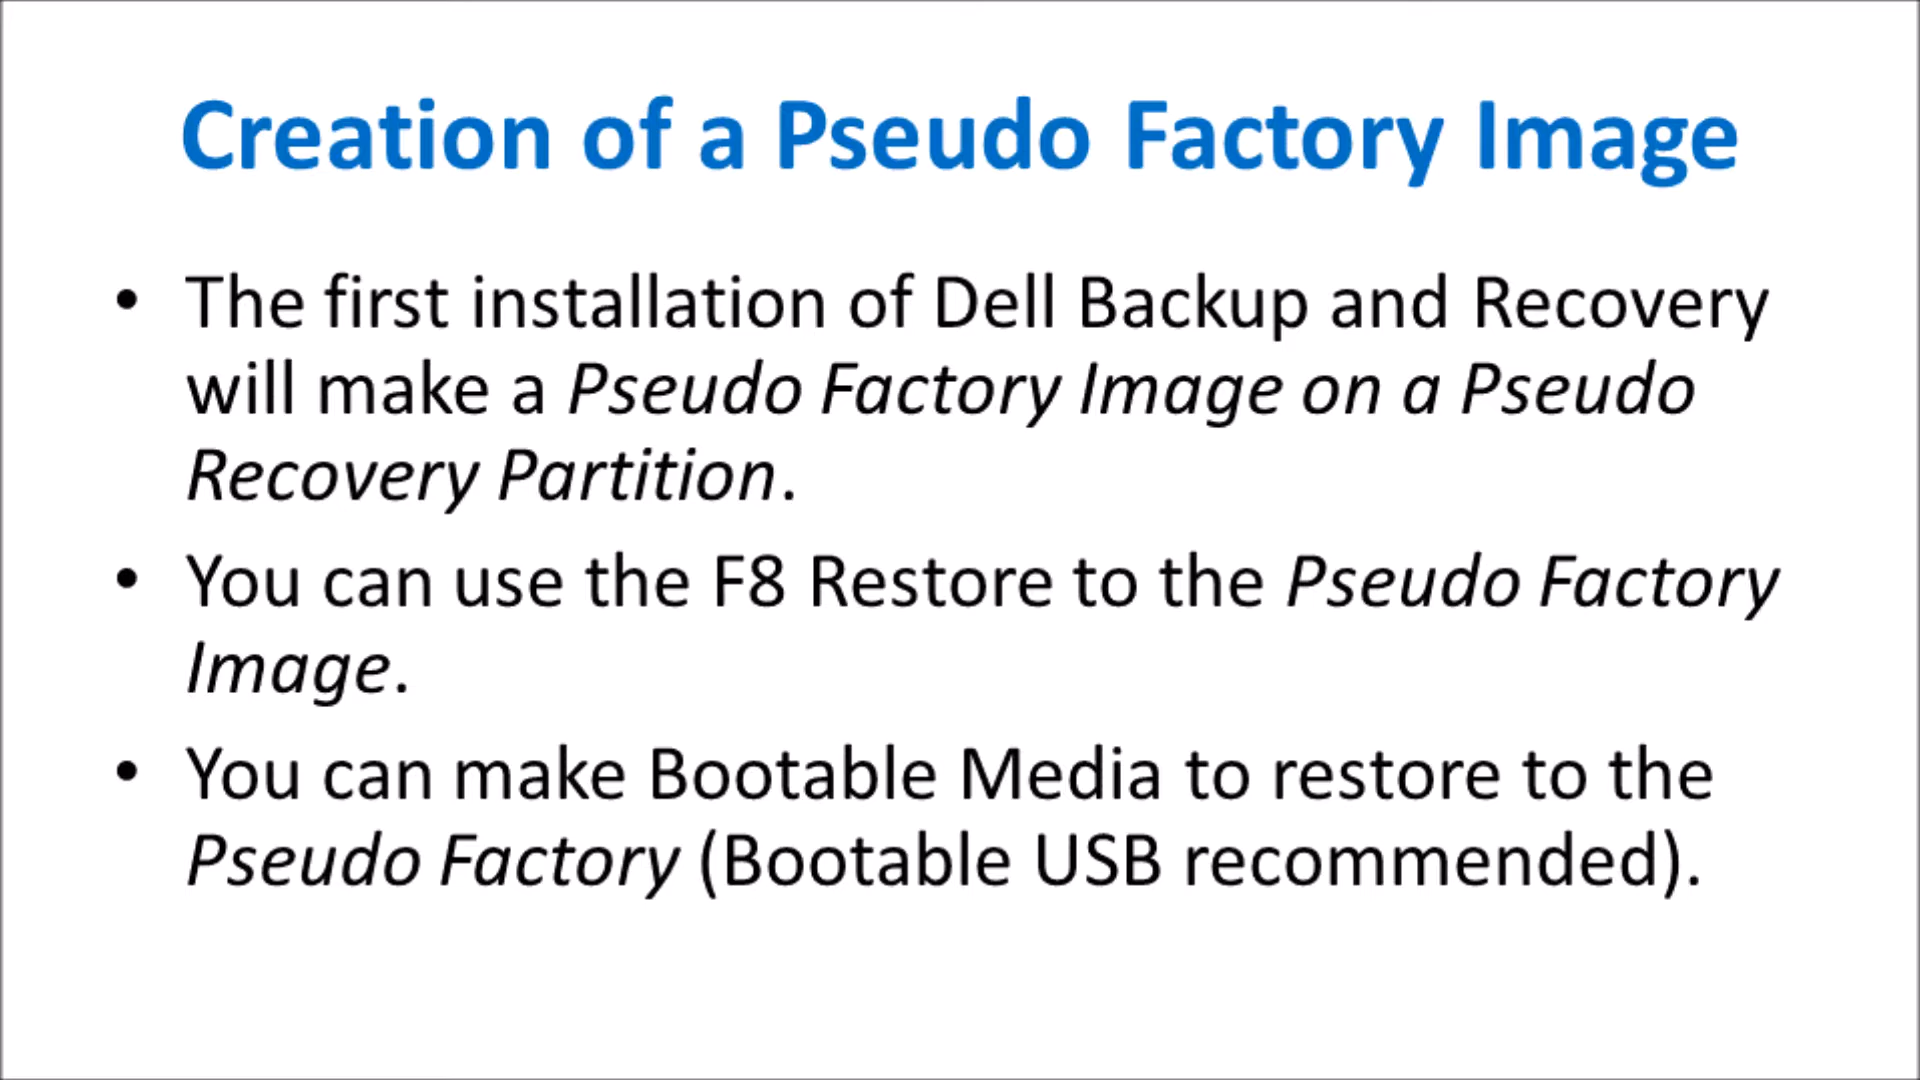 Creation of a Pseudo Factory Image
• The first installation of Dell Backup and Recovery
will make a Pseudo Factory Image on a Pseudo
Recovery Partition.
• You can use the F8 Restore to the Pseudo Factory
Image.
• You can make Bootable Media to restore to the
Pseudo Factory (Bootable USB recommended).